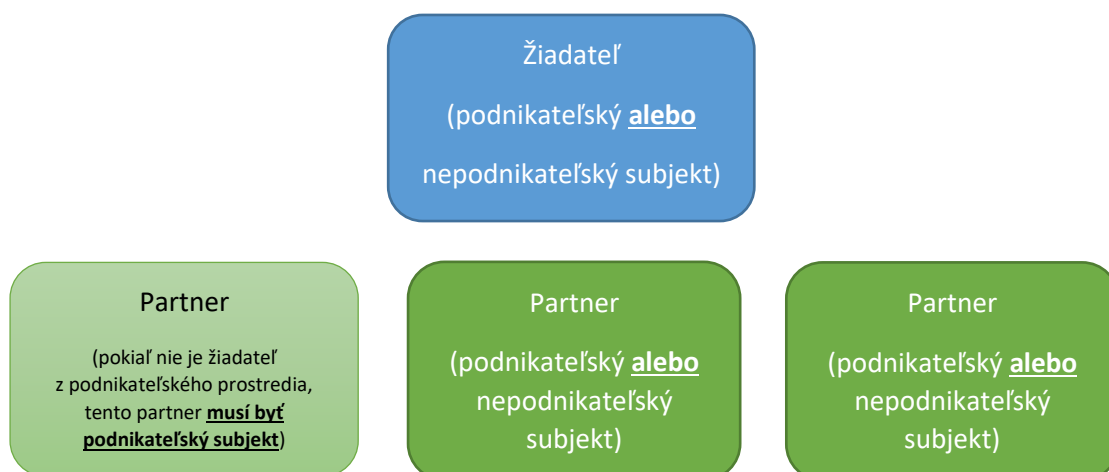 Žiadateľ
(podnikateľský alebo
nepodnikateľský subjekt)
Partner
(pokiaľ nie je žiadateľ
z podnikateľského prostredia,
tento partner musí byť
podnikateľský subjekt)
Partner
(podnikateľský alebo
nepodnikateľský
subjekt)
Partner
(podnikateľský alebo
nepodnikateľský
subjekt)